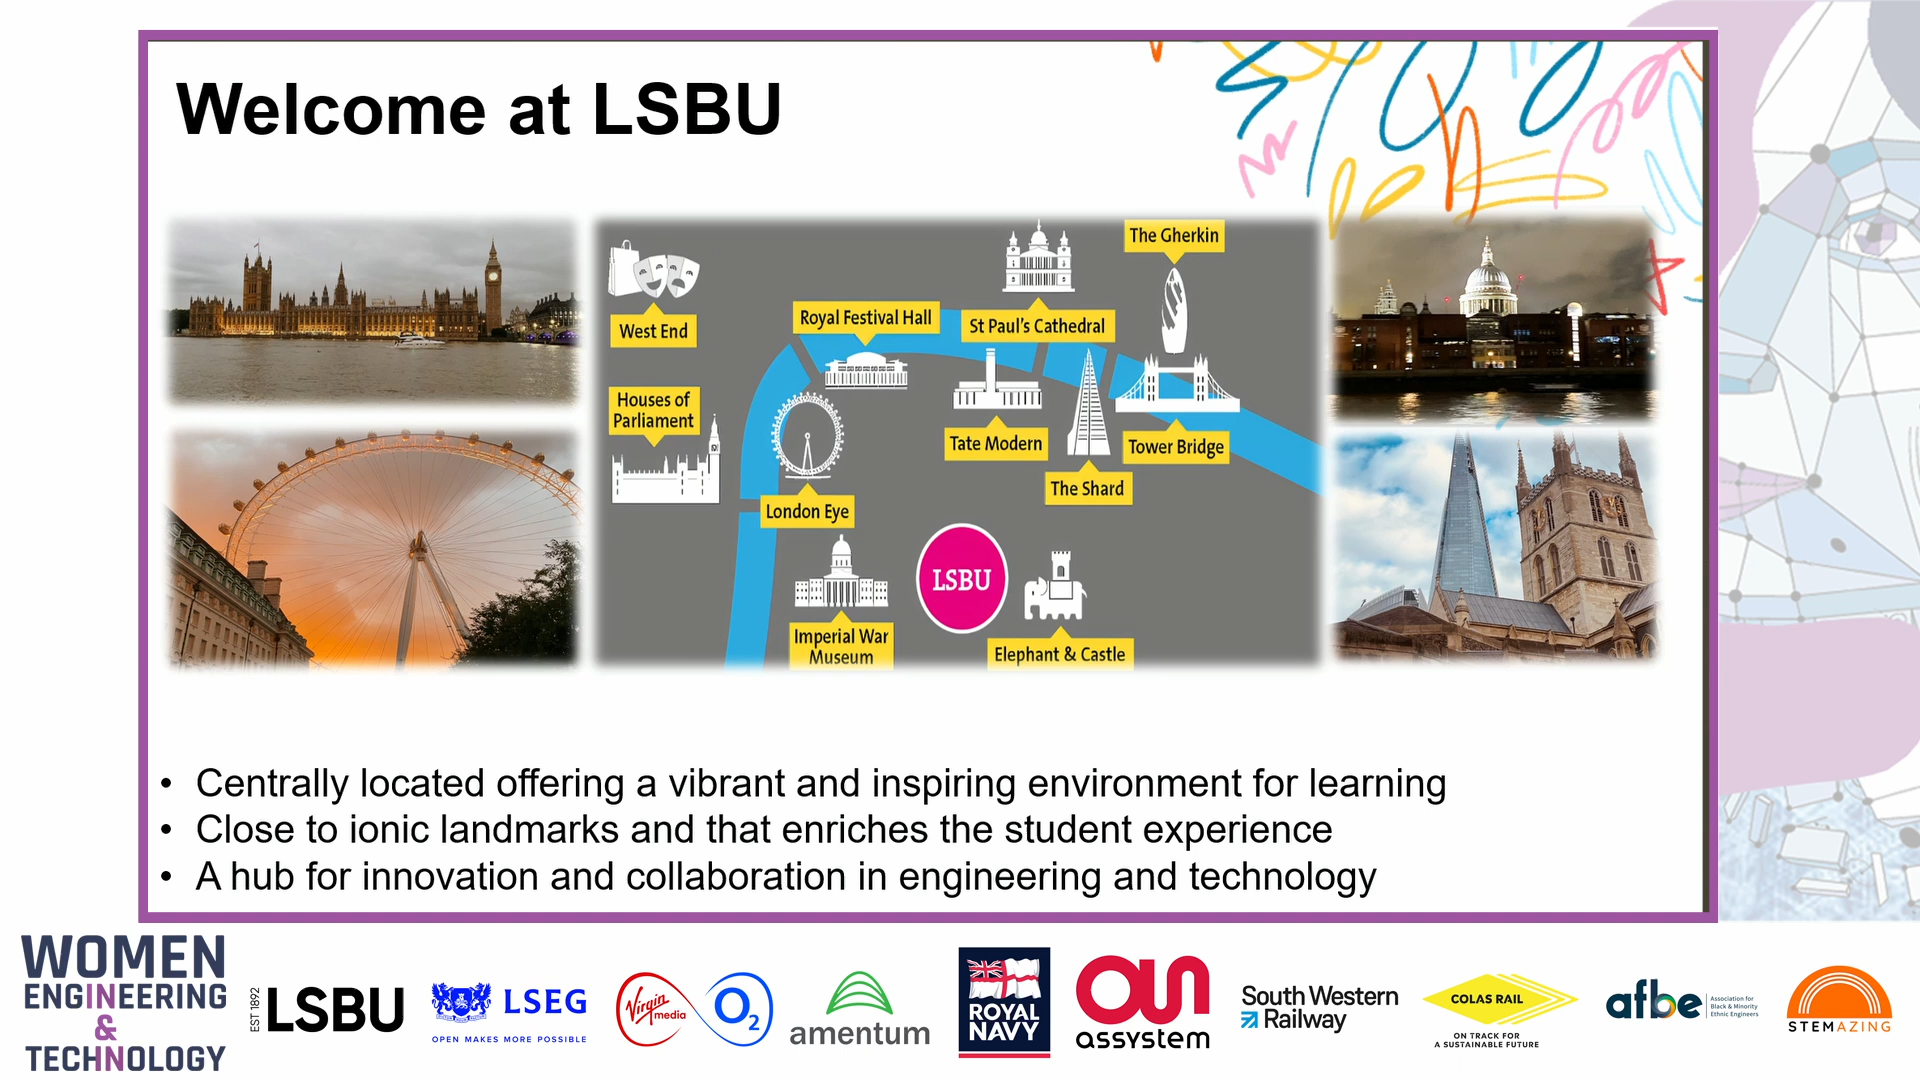 Welcome at LSBU
West End
Houses of
Parliament
Royal Festival Hall
St Paul's Cathedral
The Gherkin
London Eye
Tate Modern
The Shard
Tower Bridge
LSBU
Imperial War
Museum
Elephant & Castle
• Centrally located offering a vibrant and inspiring environment for learning
• Close to ionic landmarks and that enriches the student experience
• A hub for innovation and collaboration in engineering and technology
WOMEN
ENGINEERING
&
TECHNOLOGY
EST 1892
LSBU
LSEG
OPEN MAKES MORE POSSIBLE
Virgin
media
O2
amentum
ROYAL
NAVY
assystem
South Western
Railway
COLAS RAIL
ON TRACK FOR
A SUSTAINABLE FUTURE
afbe
Association for
Black & Minority
Ethnic Engineers
STEMAZING